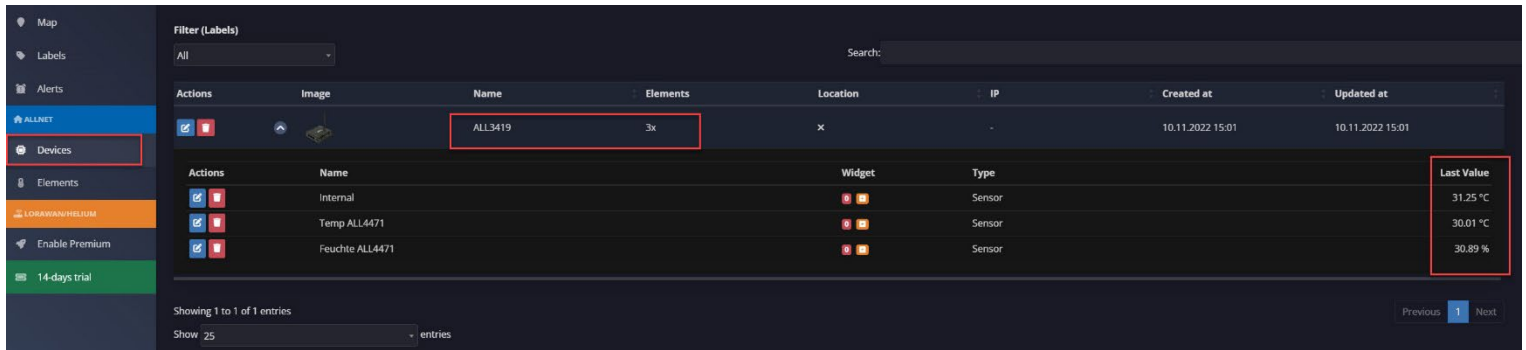 Map
Labels
Alerts
ALLNET
Devices
Elements
LORAWAN/HELIUM
Enable Premium
14-days trial
Filter (Labels)
All
Search:
Actions Image Name Elements Location IP Created at Updated at
ALL3419 3x × - 10.11.2022 15:01 10.11.2022 15:01
Actions Name Widget Type Last Value
Internal 0 Sensor 31.25 °C
Temp ALL4471 0 Sensor 30.01 °C
Feuchte ALL4471 0 Sensor 30.89 %
Showing 1 to 1 of 1 entries
Previous 1 Next
Show 25 entries